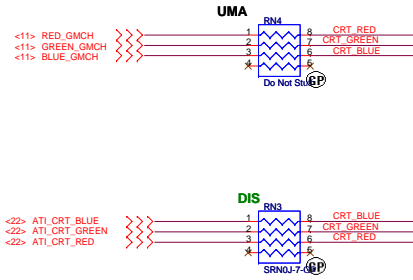 UMA
RN4
<11> RED_GMCH 1 8 CRT_RED
<11> GREEN_GMCH 2 7 CRT_GREEN
<11> BLUE_GMCH 3 6 CRT_BLUE
4 5
Do Not Stuff GP
DIS
RN3
<22> ATI_CRT_BLUE 1 8 CRT_BLUE
<22> ATI_CRT_GREEN 2 7 CRT_GREEN
<22> ATI_CRT_RED 3 6 CRT_RED
4 5
SRN0J-7-GP GP